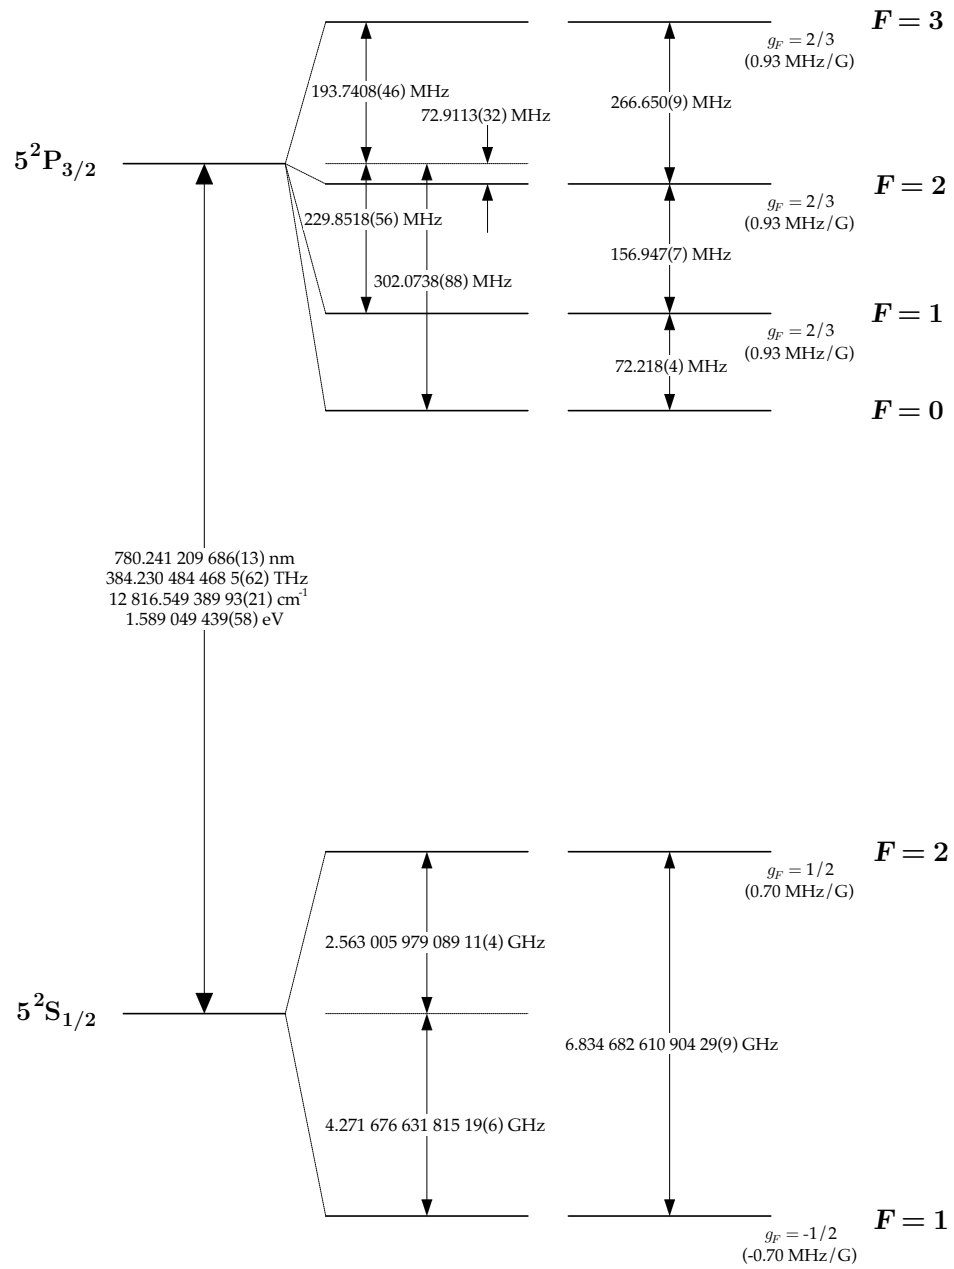 F = 3
g_F = 2/3
(0.93 MHz/G)
193.7408(46) MHz
72.9113(32) MHz
266.650(9) MHz
5²P₃/₂
F = 2
g_F = 2/3
(0.93 MHz/G)
229.8518(56) MHz
156.947(7) MHz
302.0738(88) MHz
F = 1
g_F = 2/3
(0.93 MHz/G)
72.218(4) MHz
F = 0
780.241 209 686(13) nm
384.230 484 468 5(62) THz
12 816.549 389 93(21) cm⁻¹
1.589 049 439(58) eV
F = 2
g_F = 1/2
(0.70 MHz/G)
2.563 005 979 089 11(4) GHz
5²S₁/₂
6.834 682 610 904 29(9) GHz
4.271 676 631 815 19(6) GHz
F = 1
g_F = -1/2
(-0.70 MHz/G)